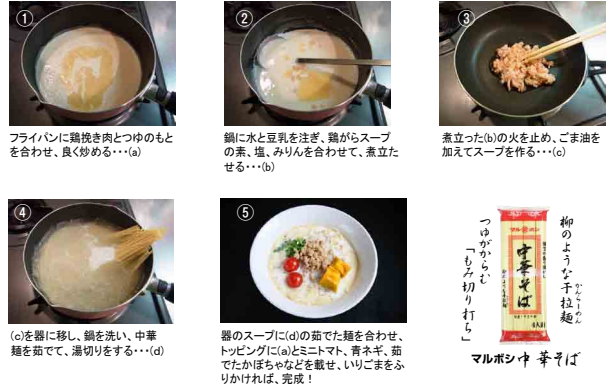 ①
フライパンに鶏挽き肉とつゆのもと
を合わせ、良く炒める・・・(a)
②
鍋に水と豆乳を注ぎ、鶏がらスープ
の素、塩、みりんを合わせて、煮立た
せる・・・(b)
③
煮立った(b)の火を止め、ごま油を
加えてスープを作る・・・(c)
④
(c)を器に移し、鍋を洗い、中華
麺を茹でて、湯切りをする・・・(d)
⑤
器のスープに(d)の茹でた麺を合わせ、
トッピングに(a)とミニトマト、青ネギ、茹
でたかぼちゃなどを載せ、いりごまをふ
りかければ、完成！
柳のような干拉麺
かんらーめん
つゆがからむ
「もみ切り打ち」
マルボシ
中華そば
マルボシ中華そば